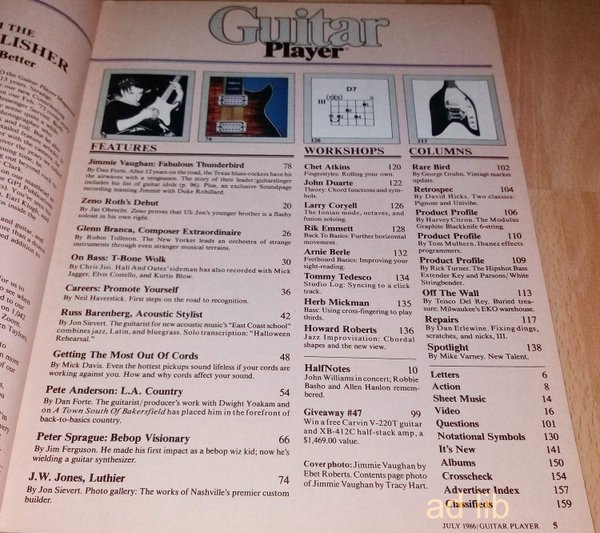 THE
LISHER
Better
Guitar
Player
D7
III
74
120
113
FEATURES
Jimmie Vaughan: Fabulous Thunderbird 78
By Dan Forte. After 12 years on the road, the Texas blues-rockers have hit
the airwaves with a vengeance. The story of their leader/guitarslinger
includes his list of guitar idols (p. 96). Plus, an exclusive Soundpage
recording teaming Jimmie with Duke Robillard.
Zeno Roth's Debut 20
By Jas Obrecht. Zeno proves that Uli Jon's younger brother is a flashy
soloist in his own right.
Glenn Branca, Composer Extraordinaire 26
By Robin Tolleson. The New Yorker leads an orchestra of strange
instruments through even stranger musical terrains.
On Bass: T-Bone Wolk 30
By Chris Jisi. Hall And Oates' sideman has also recorded with Mick
Jagger, Elvis Costello, and Kurtis Blow.
Careers: Promote Yourself 36
By Neil Haverstick. First steps on the road to recognition.
Russ Barenberg, Acoustic Stylist 42
By Jon Sievert. The guitarist for new acoustic music's "East Coast school"
combines jazz, Latin, and bluegrass. Solo transcription: "Halloween
Rehearsal."
Getting The Most Out Of Cords 48
By Mick Davis. Even the hottest pickups sound lifeless if your cords are
working against you. How and why cords affect your sound.
Pete Anderson: L.A. Country 54
By Dan Forte. The guitarist/producer's work with Dwight Yoakam and
on A Town South Of Bakersfield has placed him in the forefront of
back-to-basics country.
Peter Sprague: Bebop Visionary 66
By Jim Ferguson. He made his first impact as a bebop wiz kid; now he's
wielding a guitar synthesizer.
J.W. Jones, Luthier 74
By Jon Sievert. Photo gallery: The works of Nashville's premier custom
builder.
WORKSHOPS
Chet Atkins 120
Fingerstyles: Rolling your own.
John Duarte 122
Theory: Chord functions and symbols.
Larry Coryell 126
The Ionian mode, octaves, and
fusion soloing.
Rik Emmett 128
Back To Basics: Further horizontal
movement.
Arnie Berle 132
Fretboard Basics: Improving your
sight-reading.
Tommy Tedesco 134
Studio Log: Syncing to a click
track.
Herb Mickman 135
Bass: Using cross-fingering to play
thirds.
Howard Roberts 136
Jazz Improvisation: Chordal
shapes and the new view.
HalfNotes 10
John Williams in concert; Robbie
Basho and Allen Hanlon remembered.
Giveaway #47 99
Win a free Carvin V-220T guitar
and XB-412C half-stack amp, a
$1,469.00 value.
Cover photo: Jimmie Vaughan by
Ebet Roberts. Contents page photo
of Jimmie Vaughan by Tracy Hart.
COLUMNS
Rare Bird 102
By George Gruhn. Vintage market
update.
Retrospec 104
By David Hicks. Two classics:
Pignose and Univibe.
Product Profile 106
By Harvey Citron. The Modulus
Graphite Blackknife 6-string.
Product Profile 110
By Tom Mulhern. Ibanez effects
programmers.
Product Profile 109
By Rick Turner. The Hipshot Bass
Extender Key and Parsons/White
Stringbender.
Off The Wall 113
By Teisco Del Rey. Buried treasure: Milwaukee's EKO warehouse.
Repairs 117
By Dan Erlewine. Fixing dings,
scratches, and nicks, III.
Spotlight 138
By Mike Varney. New Talent.
Letters 6
Action 8
Sheet Music 14
Video 16
Questions 101
Notational Symbols 130
It's New 141
Albums 150
Crosscheck 154
Advertiser Index 157
Classifieds 159
ad-lib
JULY 1986/GUITAR PLAYER 5